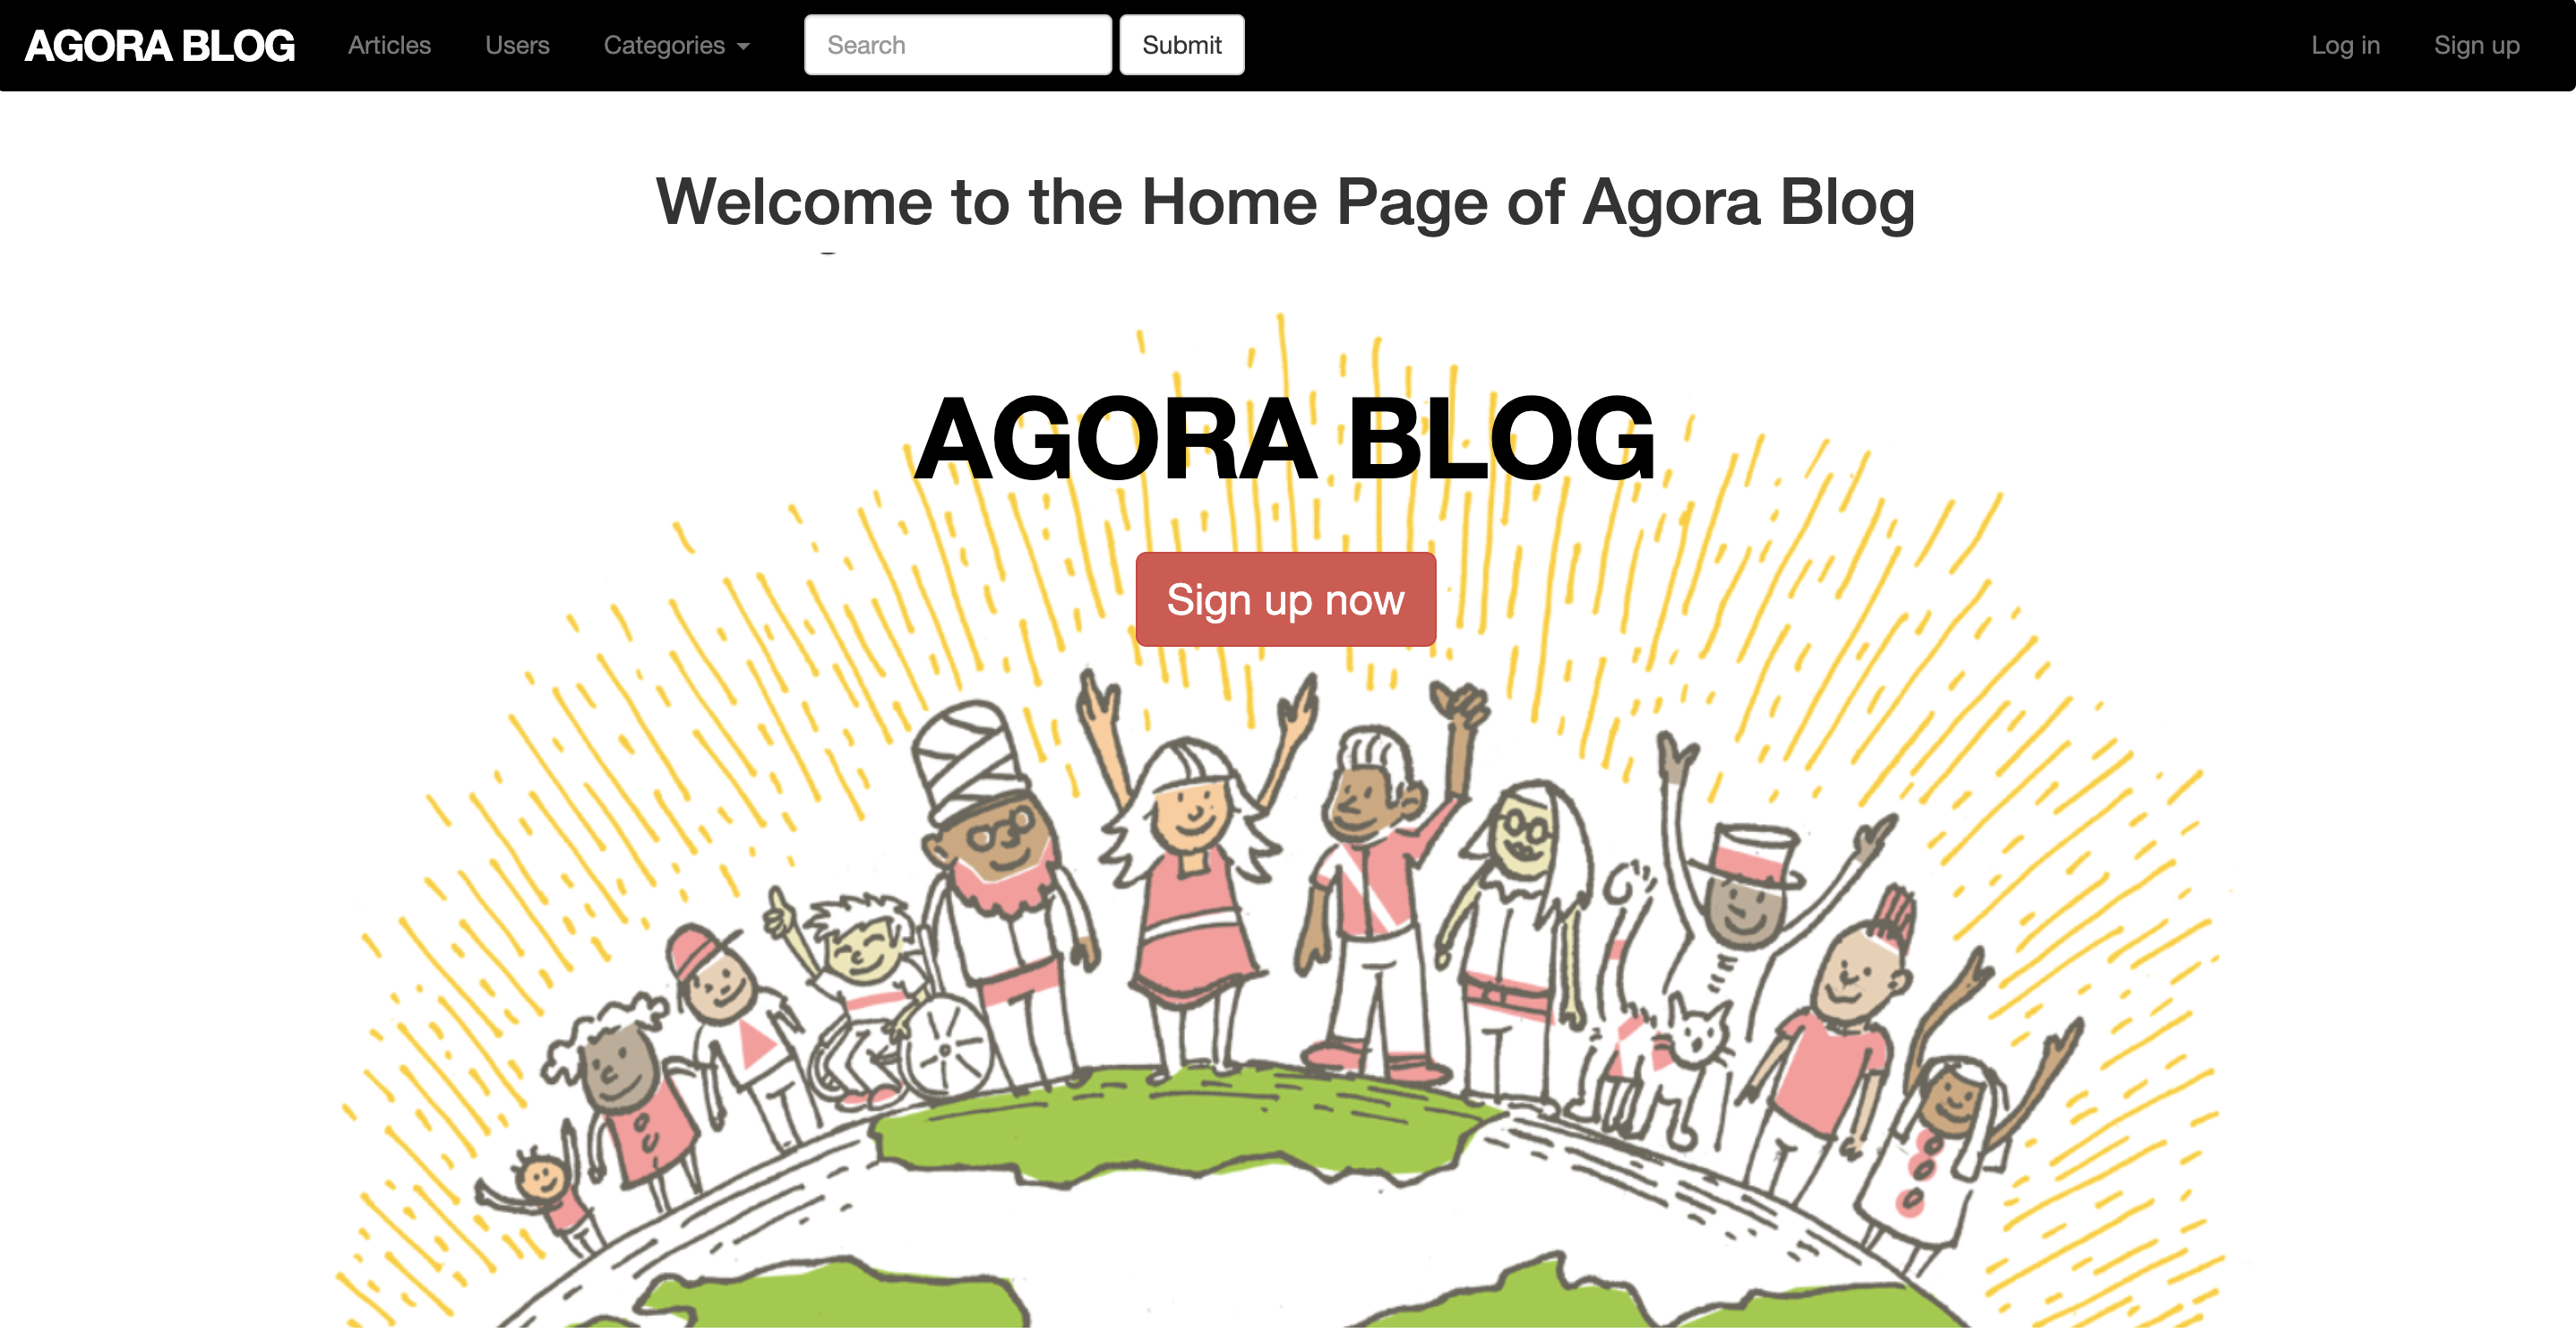 AGORA BLOG Articles Users Categories Search Submit Log in Sign up
Welcome to the Home Page of Agora Blog
AGORA BLOG
Sign up now